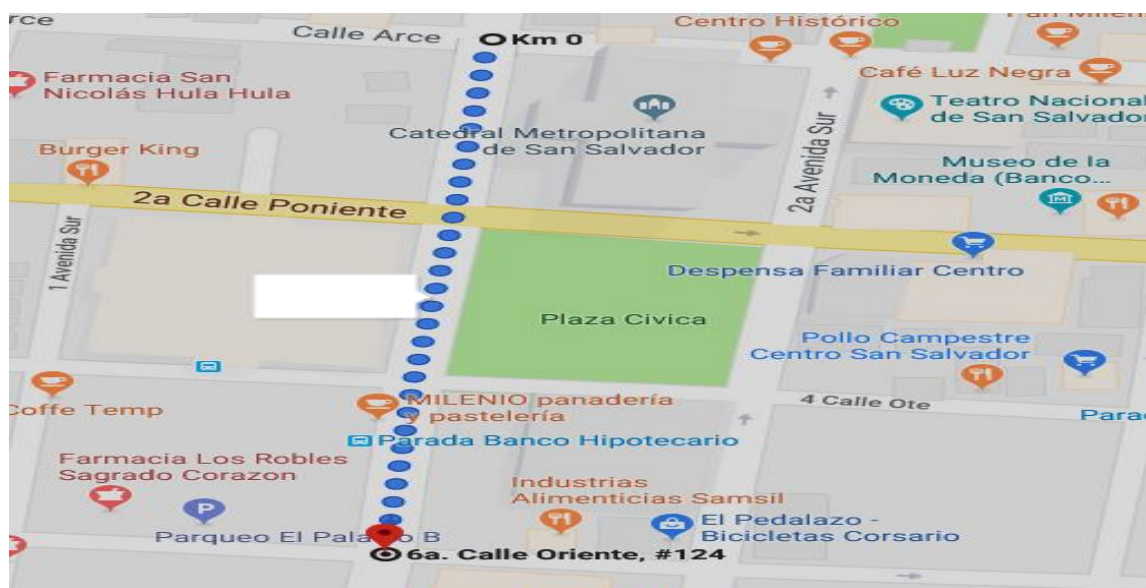 rce
Calle Arce
Km 0
Centro Histórico
Farmacia San
Nicolás Hula Hula
Café Luz Negra
Teatro Nacional
de San Salvador
Catedral Metropolitana
de San Salvador
2a Avenida Sur
Burger King
Museo de la
Moneda (Banco...
2a Calle Poniente
1 Avenida Sur
Despensa Familiar Centro
Plaza Civica
Pollo Campestre
Centro San Salvador
Coffe Temp
MILENIO panadería
y pastelería
4 Calle Ote
Para
Parada Banco Hipotecario
Farmacia Los Robles
Sagrado Corazon
Industrias
Alimenticias Samsil
P
Parqueo El Pala o B
El Pedalazo -
Bicicletas Corsario
6a. Calle Oriente, #124